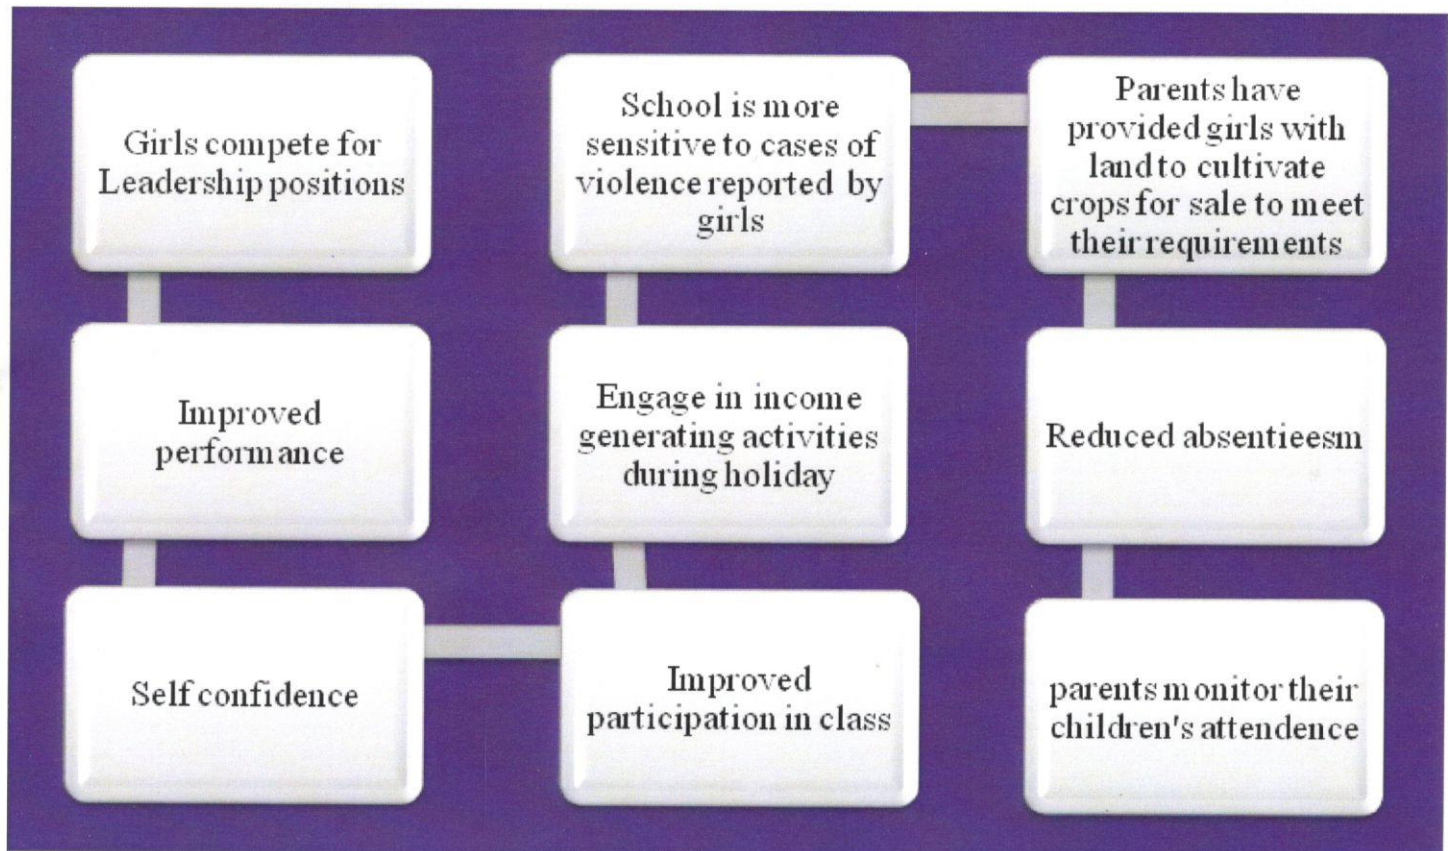 Girls compete for
Leadership positions
Improved
performance
Self confidence
Improved
participation in class
Engage in income
generating activities
during holiday
School is more
sensitive to cases of
violence reported by
girls
Parents have
provided girls with
land to cultivate
crops for sale to meet
their requirements
Reduced absentieesm
parents monitor their
children's attendence